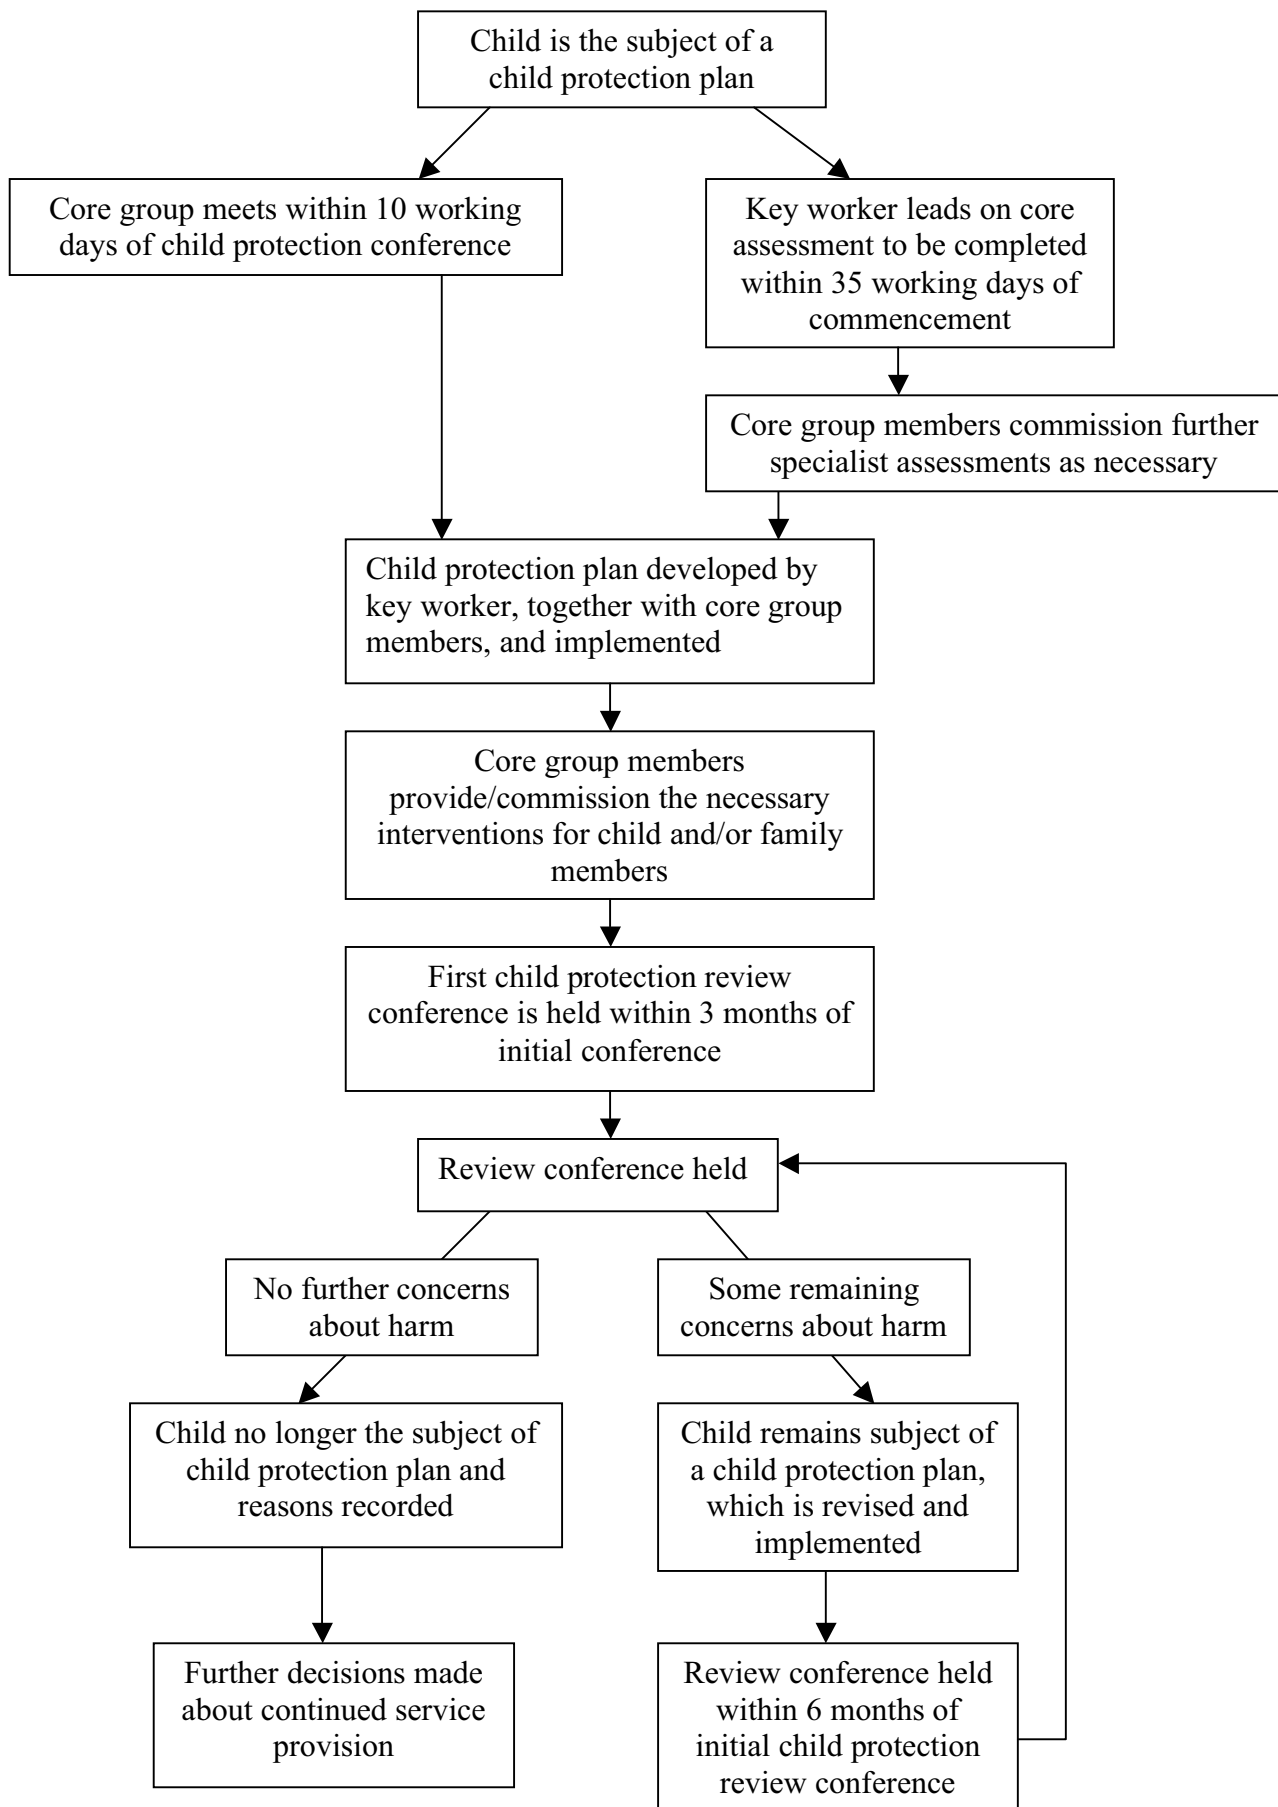 Child is the subject of a
child protection plan
Core group meets within 10 working
days of child protection conference
Key worker leads on core
assessment to be completed
within 35 working days of
commencement
Core group members commission further
specialist assessments as necessary
Child protection plan developed by
key worker, together with core group
members, and implemented
Core group members
provide/commission the necessary
interventions for child and/or family
members
First child protection review
conference is held within 3 months of
initial conference
Review conference held
No further concerns
about harm
Some remaining
concerns about harm
Child no longer the subject of
child protection plan and
reasons recorded
Child remains subject of
a child protection plan,
which is revised and
implemented
Further decisions made
about continued service
provision
Review conference held
within 6 months of
initial child protection
review conference